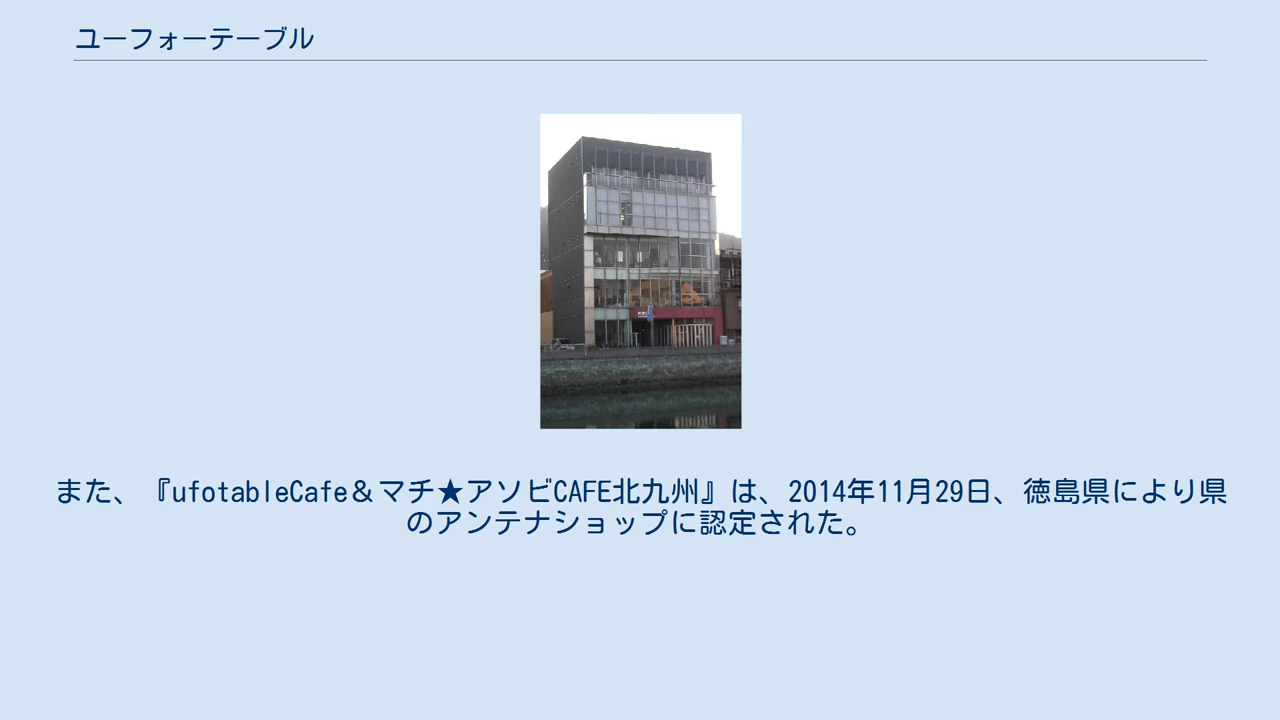 ユーフォーテーブル
また、『ufotableCafe＆マチ★アソビCAFE北九州』は、2014年11月29日、徳島県により県
のアンテナショップに認定された。